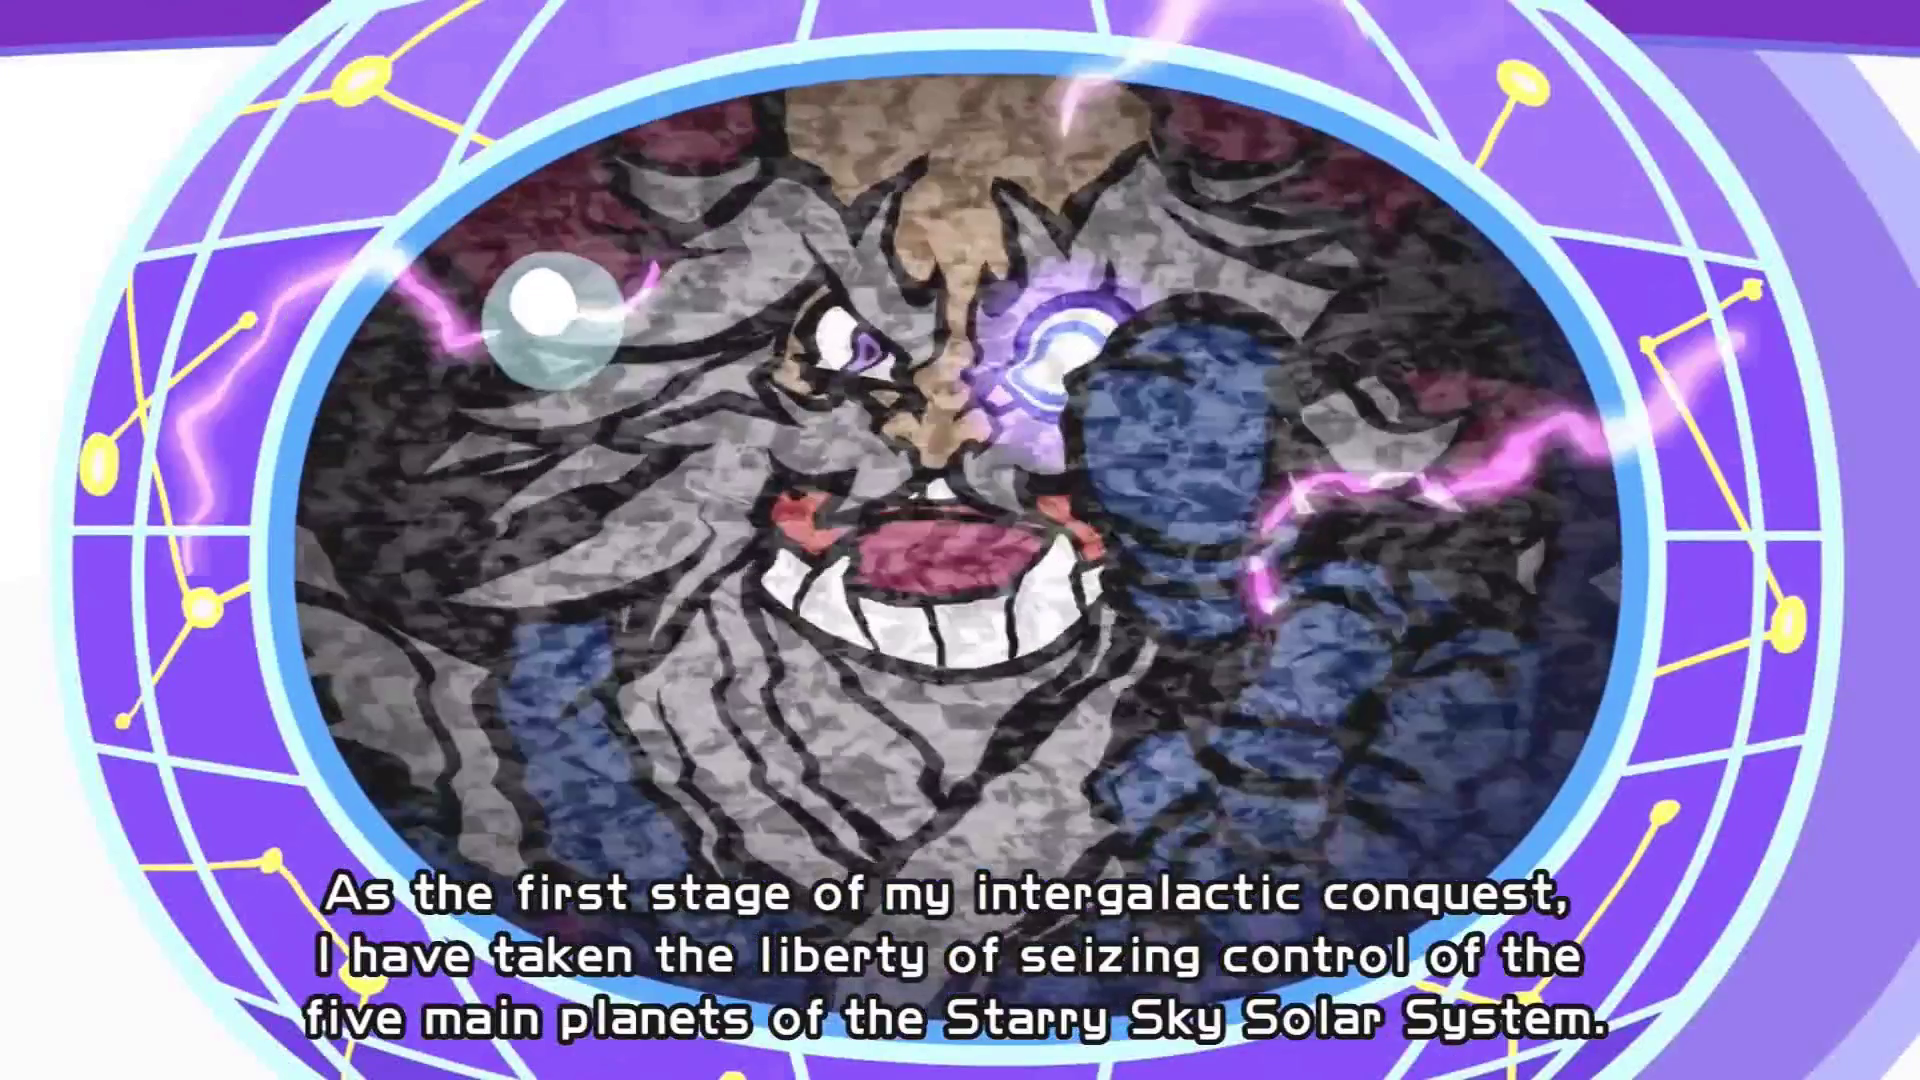 As the first stage of my intergalactic conquest,
I have taken the liberty of seizing control of the
five main planets of the Starry Sky Solar System.